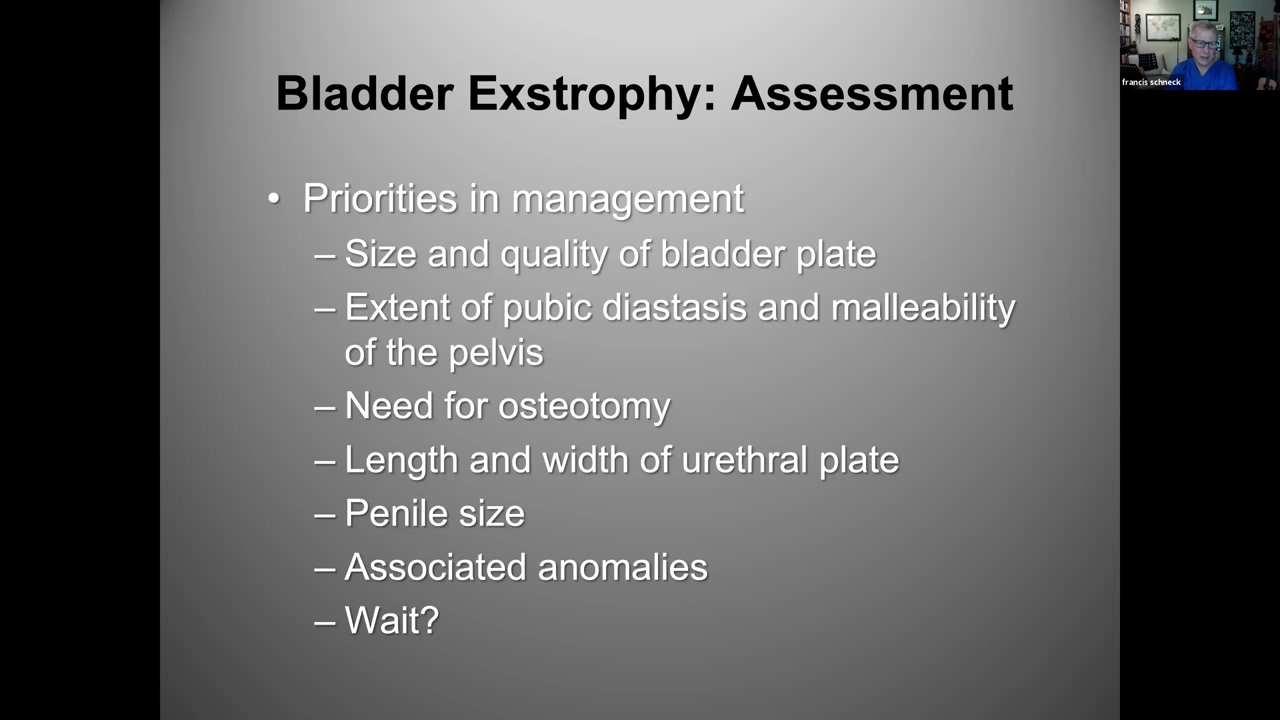 Bladder Exstrophy: Assessment
• Priorities in management
– Size and quality of bladder plate
– Extent of pubic diastasis and malleability
of the pelvis
– Need for osteotomy
– Length and width of urethral plate
– Penile size
– Associated anomalies
– Wait?
francis schneck